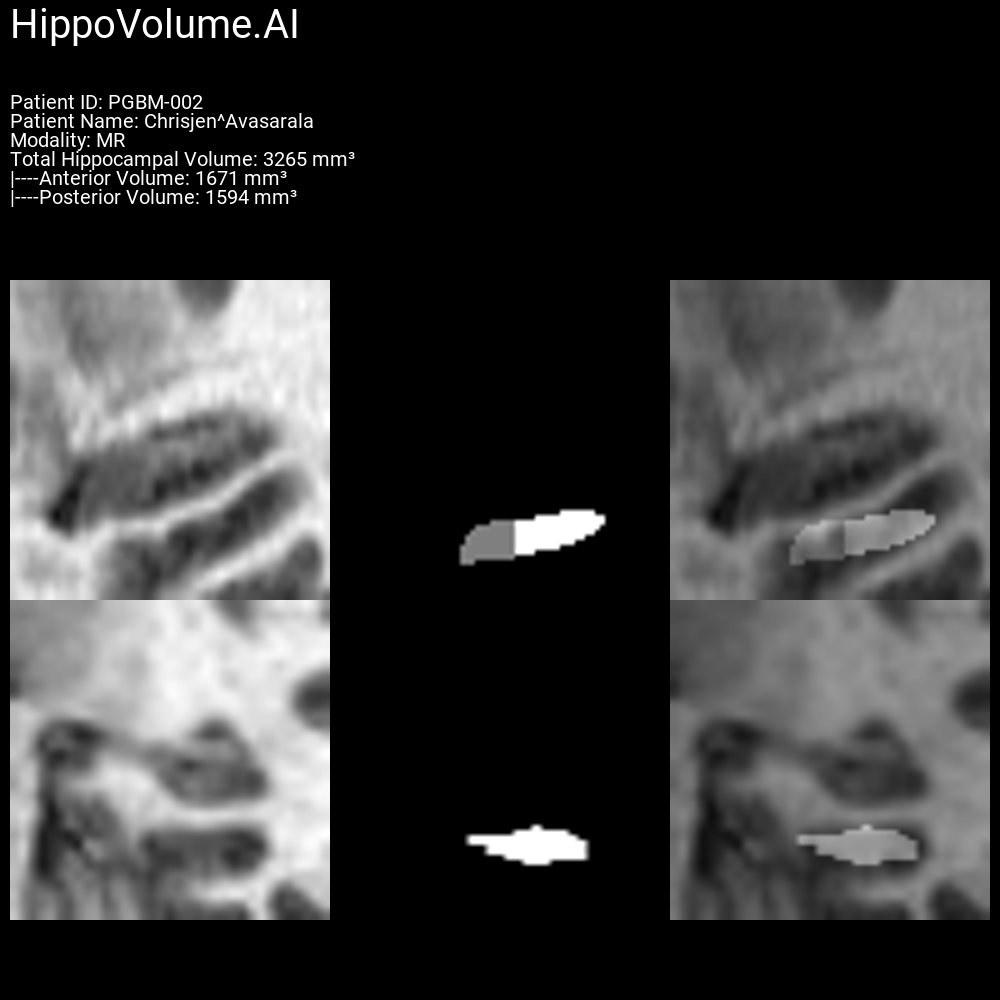 HippoVolume.AI
Patient ID: PGBM-002
Patient Name: Chrisjen^Avasarala
Modality: MR
Total Hippocampal Volume: 3265 mm³
|----Anterior Volume: 1671 mm³
|----Posterior Volume: 1594 mm³